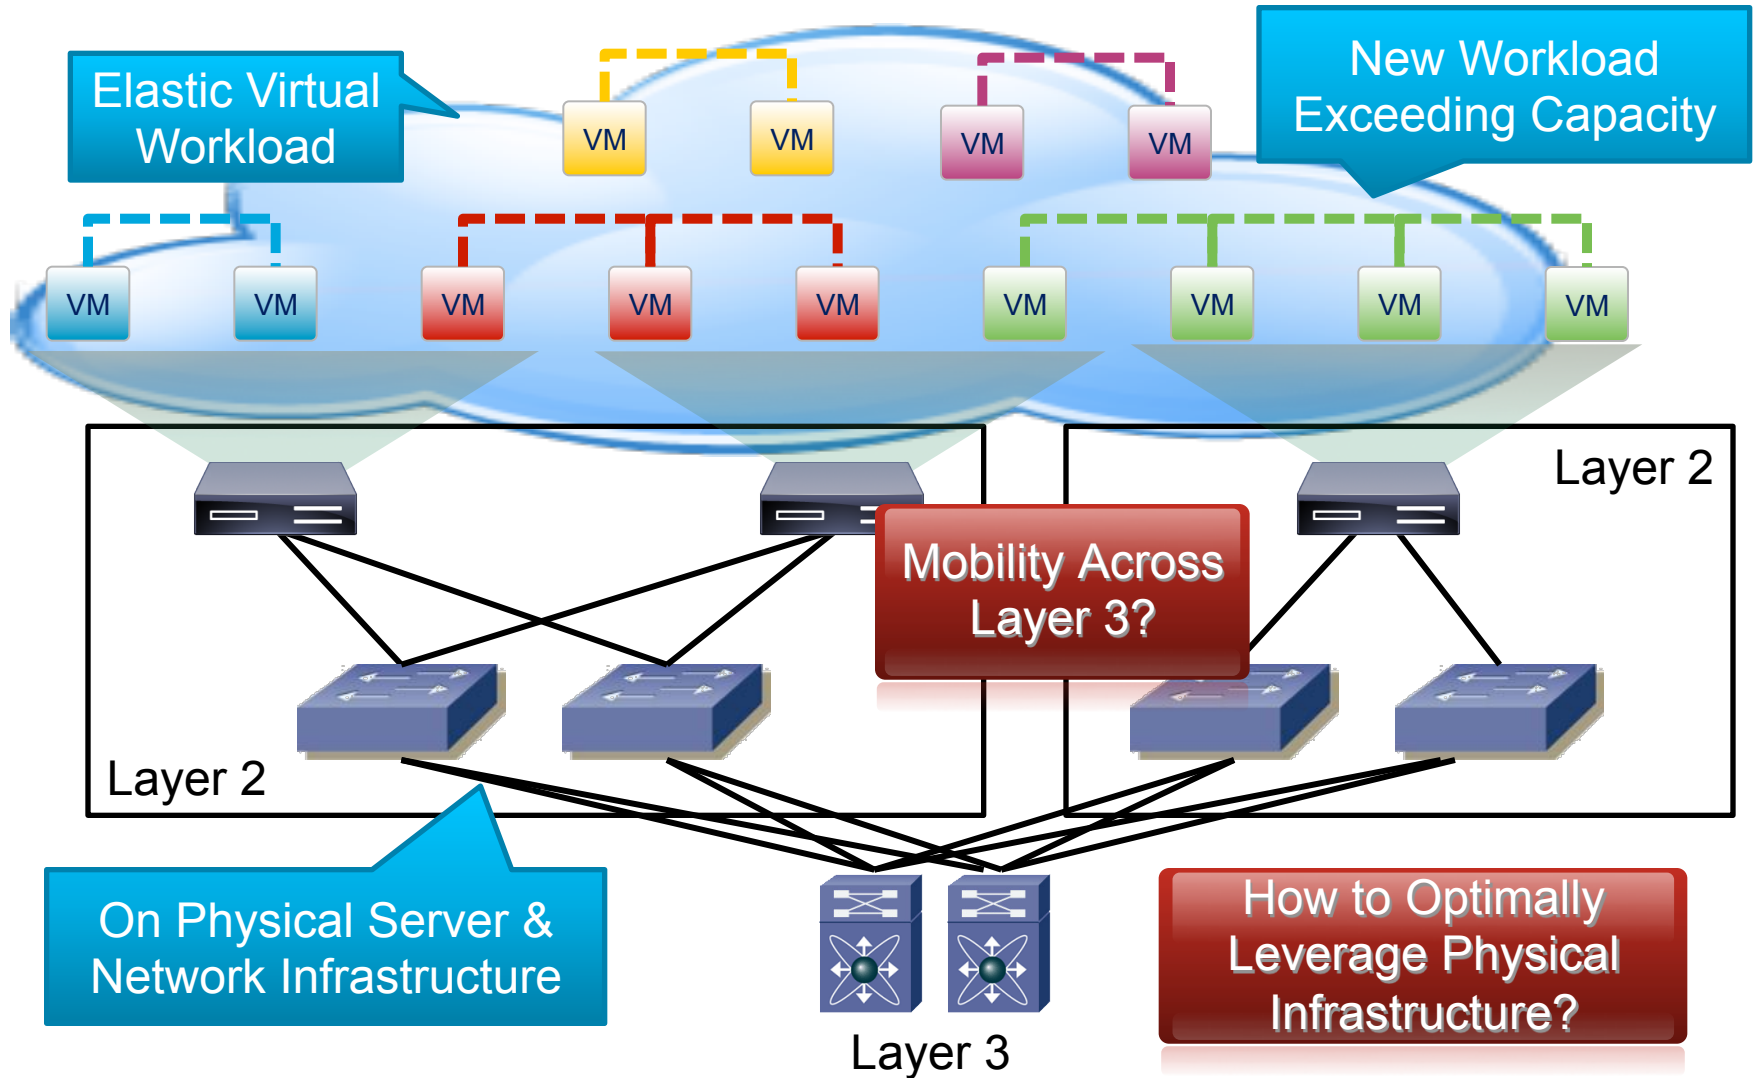 Elastic Virtual
Workload
New Workload
Exceeding Capacity
VM
VM
VM
VM
VM
VM
VM
VM
VM
VM
VM
VM
VM
Layer 2
Mobility Across
Layer 3?
Layer 2
On Physical Server &
Network Infrastructure
How to Optimally
Leverage Physical
Infrastructure?
Layer 3